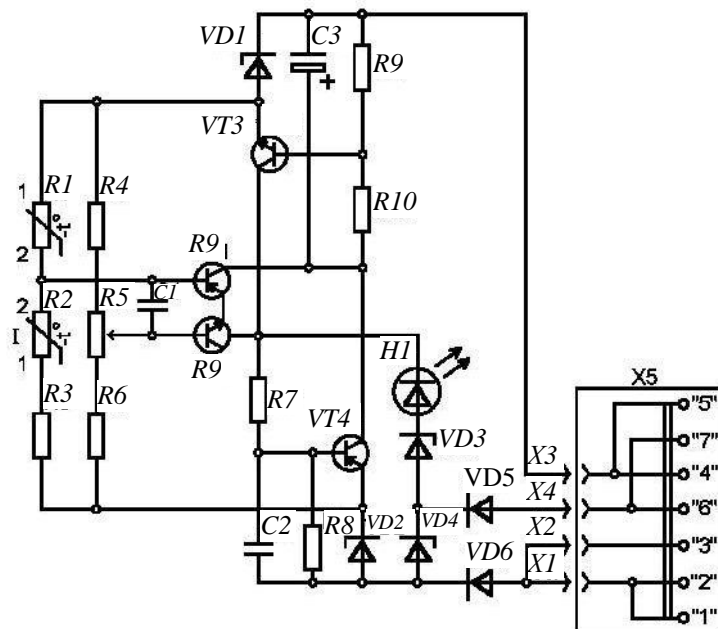 VD1
C3
+
R9
VT3
R10
1
R1
-t°
2
R4
R9
2
R2
I
-t°
1
R5
C1
R9
H1
X5
R3
R6
R7
VT4
VD3
"5"
"7"
X3
"4"
VD5
X4
"6"
C2
R8
VD2
VD4
X2
"3"
VD6
X1
"2"
"1"